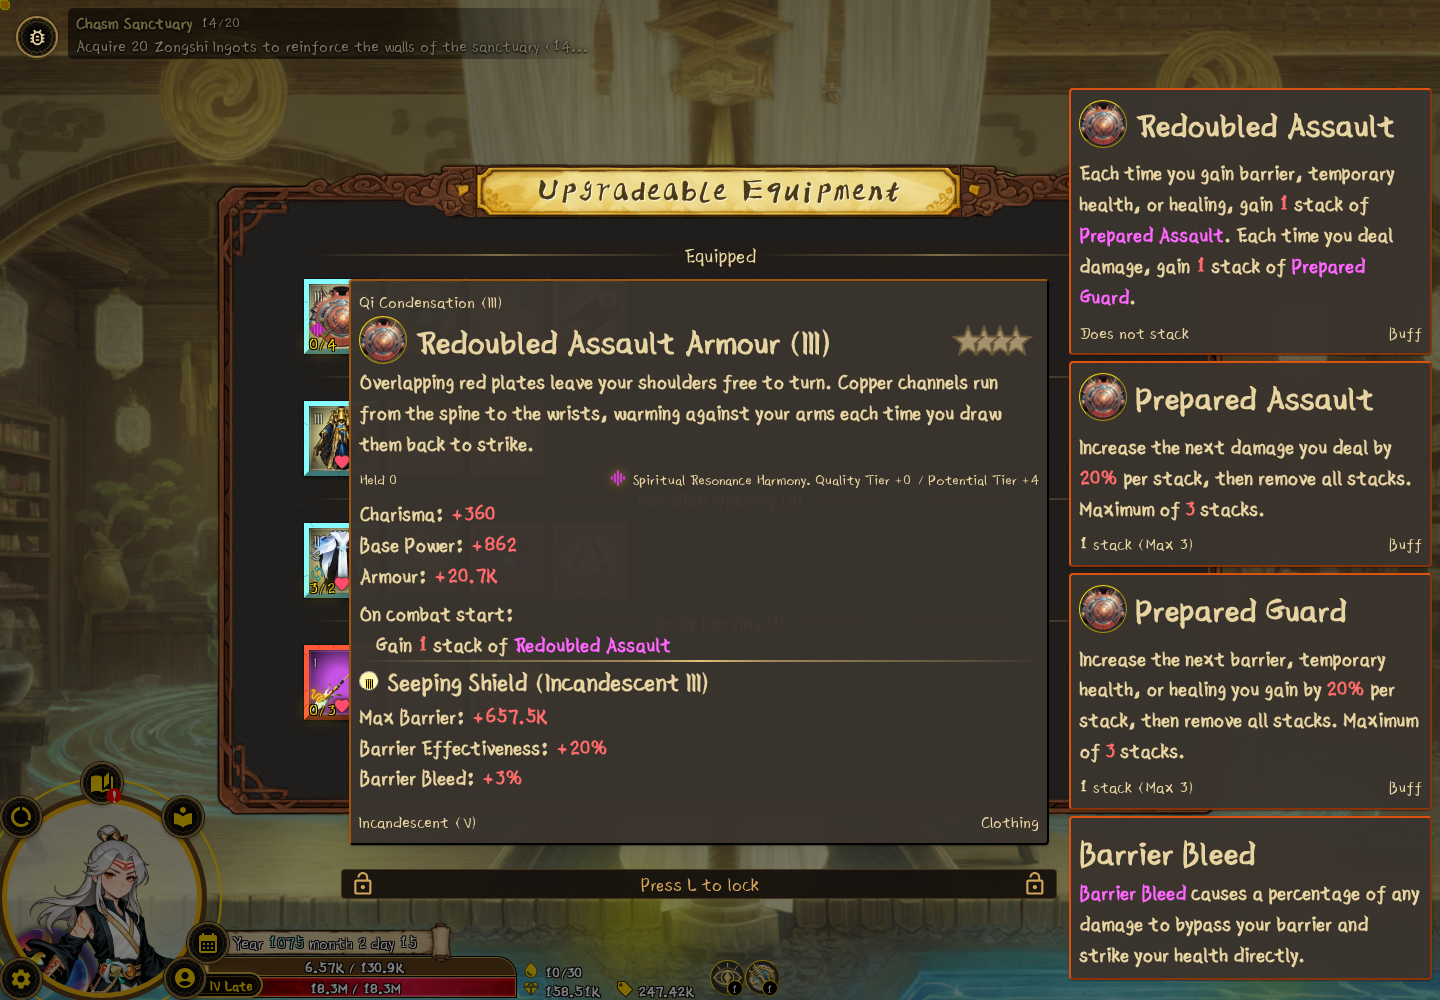 Chasm Sanctuary 14/20
Acquire 20 Zongshi Ingots to reinforce the walls of the sanctuary (14...
Upgradeable Equipment
Equipped
III
0/4
III
3/2
I
0/3
Qi Condensation (III)
Redoubled Assault Armour (III)
Overlapping red plates leave your shoulders free to turn. Copper channels run
from the spine to the wrists, warming against your arms each time you draw
them back to strike.
Held 0
Spiritual Resonance Harmony. Quality Tier +0 / Potential Tier +4
Charisma: +360
Base Power: +862
Armour: +20.7K
On combat start:
Gain 1 stack of Redoubled Assault
III Seeping Shield (Incandescent III)
Max Barrier: +657.5K
Barrier Effectiveness: +20%
Barrier Bleed: +3%
Incandescent (V)
Clothing
Press L to lock
Redoubled Assault
Each time you gain barrier, temporary
health, or healing, gain 1 stack of
Prepared Assault. Each time you deal
damage, gain 1 stack of Prepared
Guard.
Does not stack
Buff
Prepared Assault
Increase the next damage you deal by
20% per stack, then remove all stacks.
Maximum of 3 stacks.
1 stack (Max 3)
Buff
Prepared Guard
Increase the next barrier, temporary
health, or healing you gain by 20% per
stack, then remove all stacks. Maximum
of 3 stacks.
1 stack (Max 3)
Buff
Barrier Bleed
Barrier Bleed causes a percentage of any
damage to bypass your barrier and
strike your health directly.
Year 1075 month 2 day 15
6.57K / 130.9K
IV Late
18.3M / 18.3M
10/30
158.51K
247.42K
1
1